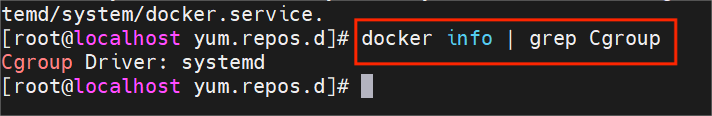 temd/system/docker.service.
[root@localhost yum.repos.d]# docker info | grep Cgroup
Cgroup Driver: systemd
[root@localhost yum.repos.d]#